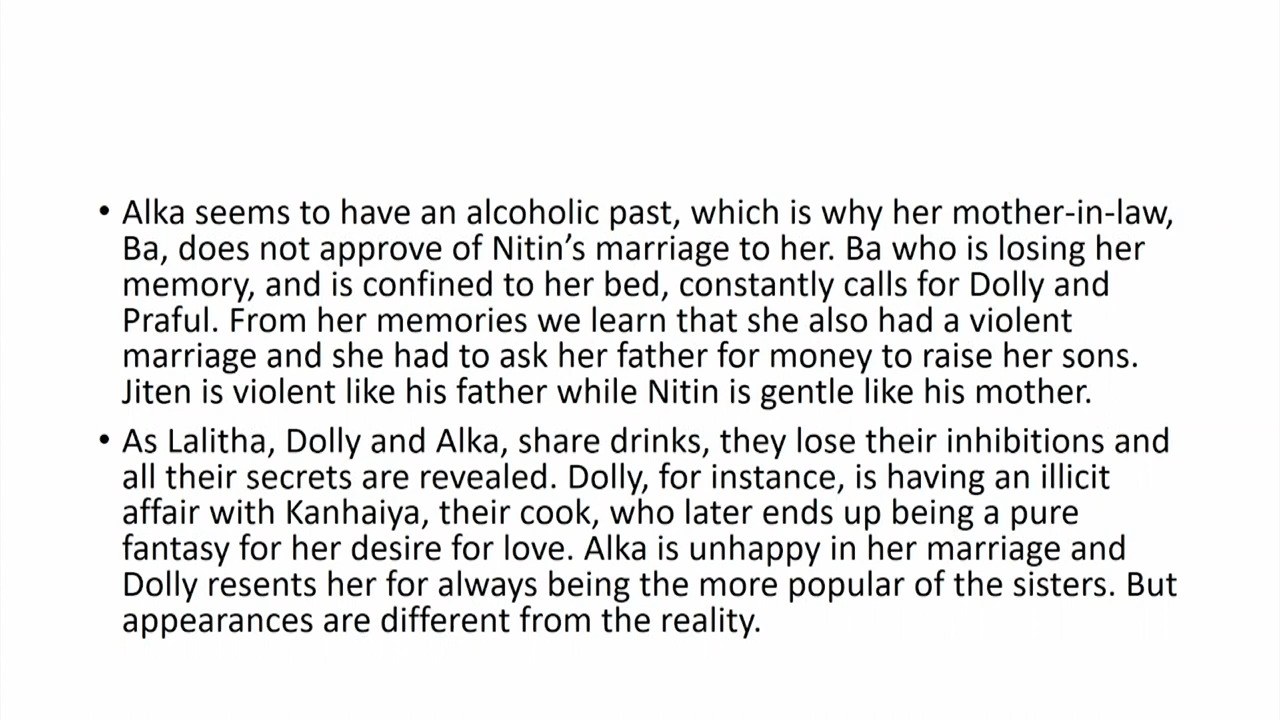 • Alka seems to have an alcoholic past, which is why her mother-in-law,
Ba, does not approve of Nitin’s marriage to her. Ba who is losing her
memory, and is confined to her bed, constantly calls for Dolly and
Praful. From her memories we learn that she also had a violent
marriage and she had to ask her father for money to raise her sons.
Jiten is violent like his father while Nitin is gentle like his mother.
• As Lalitha, Dolly and Alka, share drinks, they lose their inhibitions and
all their secrets are revealed. Dolly, for instance, is having an illicit
affair with Kanhaiya, their cook, who later ends up being a pure
fantasy for her desire for love. Alka is unhappy in her marriage and
Dolly resents her for always being the more popular of the sisters. But
appearances are different from the reality.